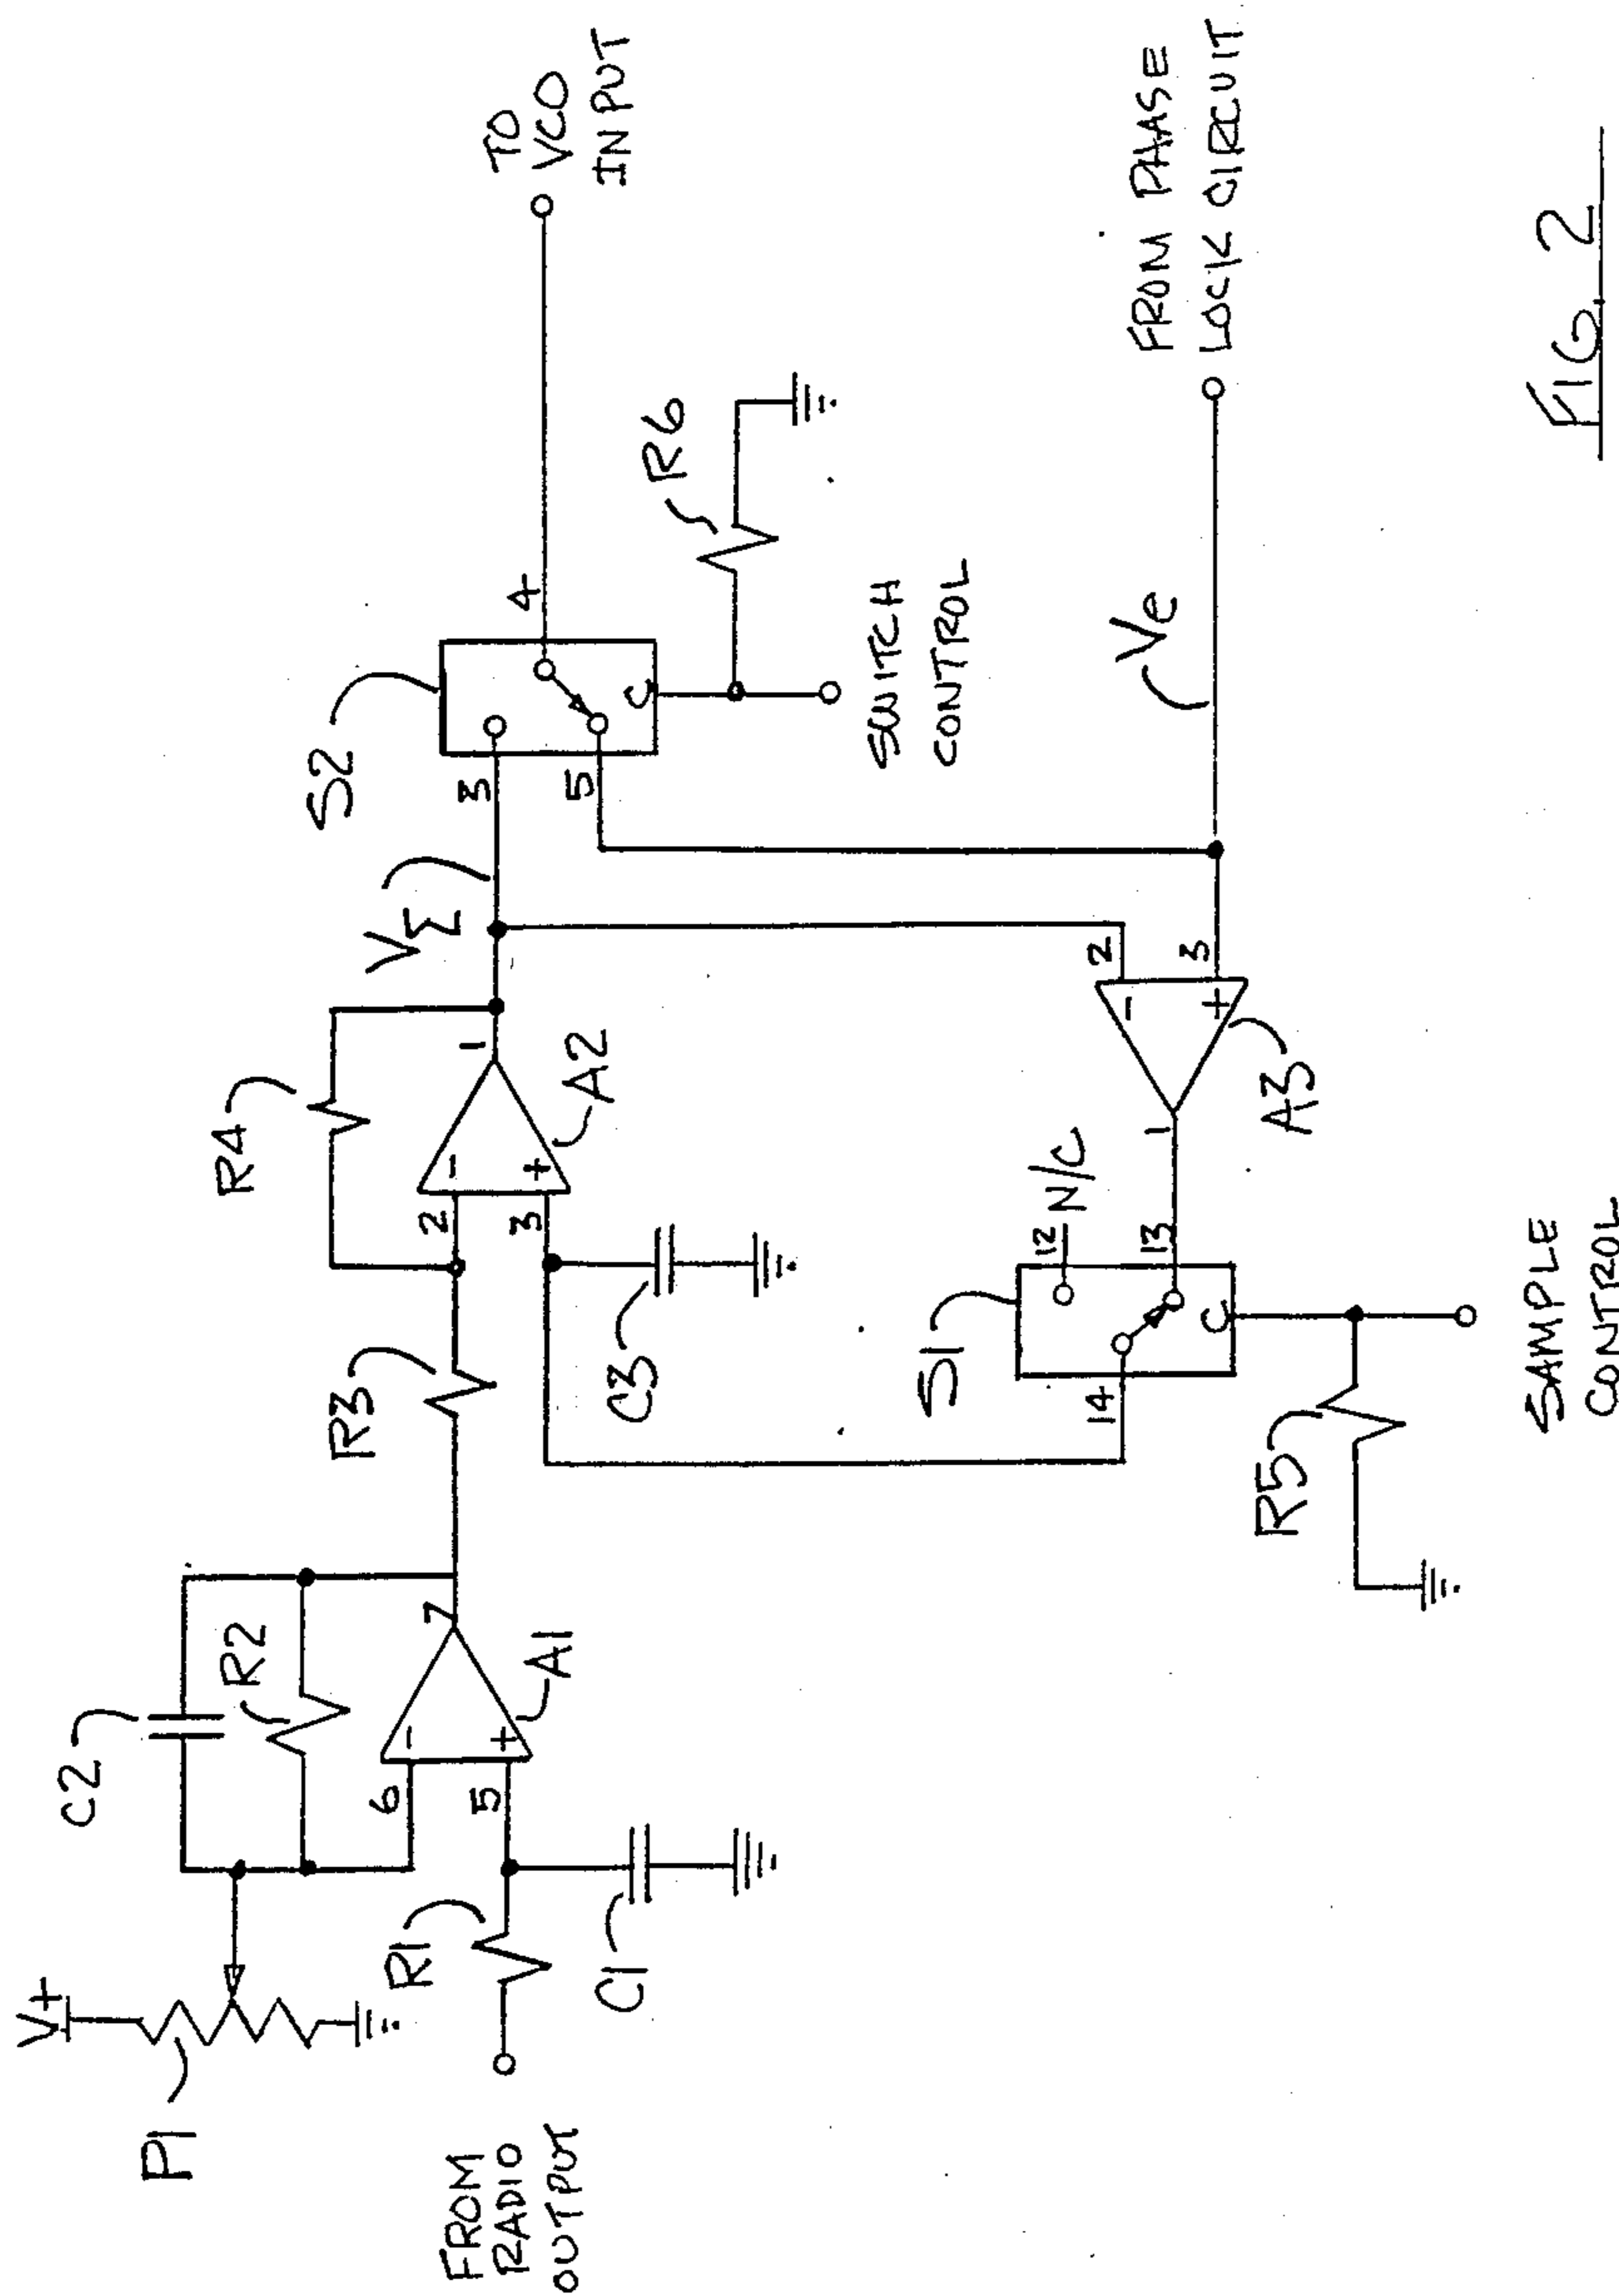 V+
C2
P1
R2
R4
S2
R3
VΣ
6
7
2
1
3
4
TO
VCO
INPUT
R1
5
3
5
FROM
RADIO
OUTPUT
A1
A2
C
R6
C1
C3
SWITCH
CONTROL
S1
12 N/C
14
13
1
2
3
Ve
FROM PHASE
LOCK CIRCUIT
C
R5
A3
SAMPLE
CONTROL
FIG. 2